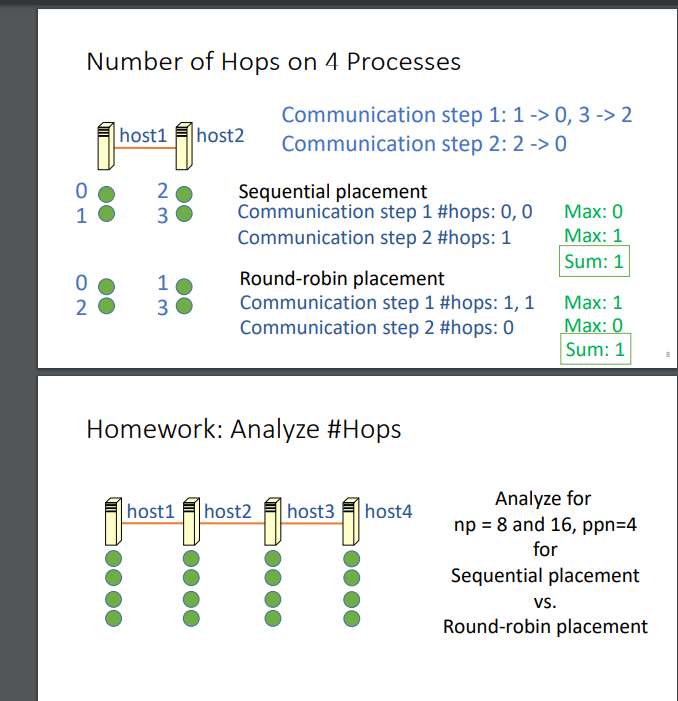 Number of Hops on 4 Processes
Communication step 1: 1 -> 0, 3 -> 2
Communication step 2: 2 -> 0
host1 host2
0 2
1 3
Sequential placement
Communication step 1 #hops: 0, 0 Max: 0
Communication step 2 #hops: 1 Max: 1
Sum: 1
0 1
2 3
Round-robin placement
Communication step 1 #hops: 1, 1 Max: 1
Communication step 2 #hops: 0 Max: 0
Sum: 1
8
Homework: Analyze #Hops
host1 host2 host3 host4
Analyze for
np = 8 and 16, ppn=4
for
Sequential placement
vs.
Round-robin placement